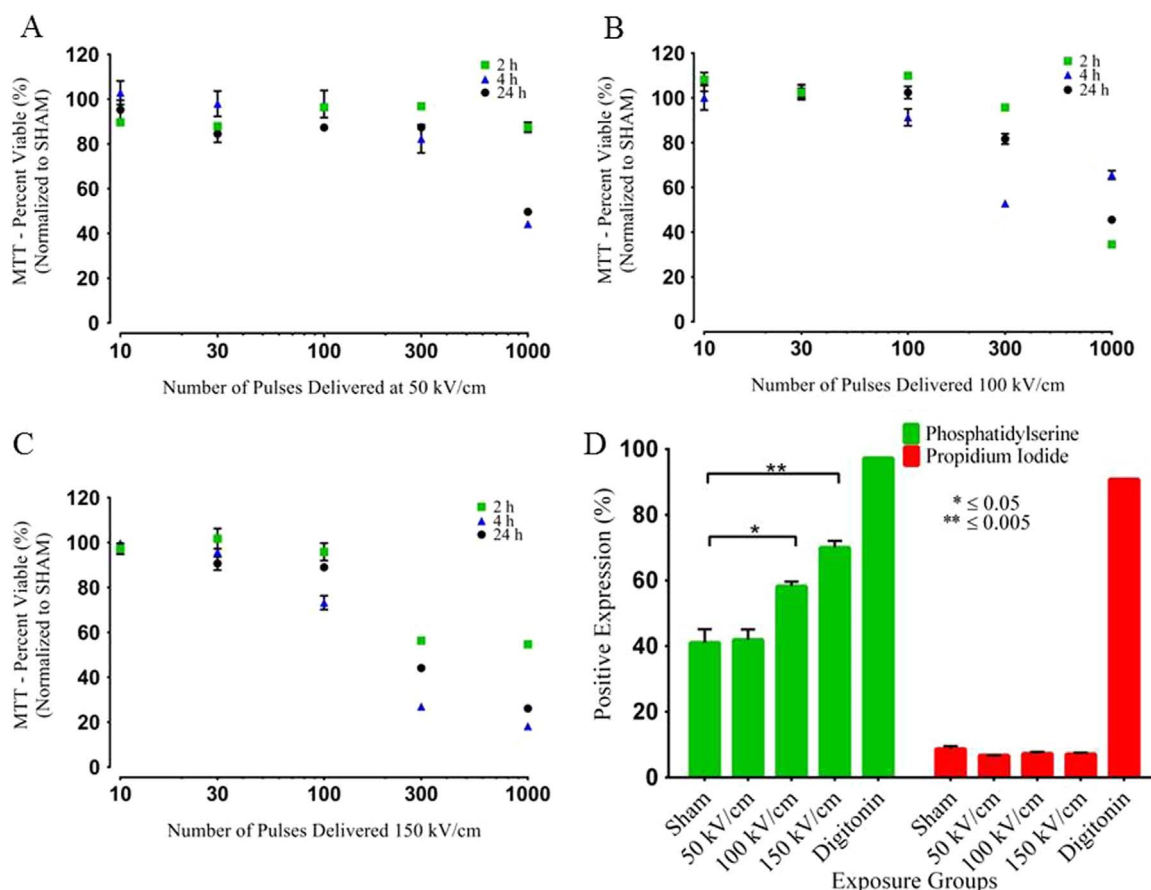 A
MTT - Percent Viable (%)
(Normalized to SHAM)
120
100
80
60
40
20
0
10 30 100 300 1000
Number of Pulses Delivered at 50 kV/cm
2 h
4 h
24 h
B
MTT - Percent Viable (%)
(Normalized to SHAM)
120
100
80
60
40
20
0
10 30 100 300 1000
Number of Pulses Delivered 100 kV/cm
2 h
4 h
24 h
C
MTT - Percent Viable (%)
(Normalized to SHAM)
120
100
80
60
40
20
0
10 30 100 300 1000
Number of Pulses Delivered 150 kV/cm
2 h
4 h
24 h
D
Phosphatidylserine
Propidium Iodide
* ≤ 0.05
** ≤ 0.005
**
*
Positive Expression (%)
100
80
60
40
20
0
Sham
50 kV/cm
100 kV/cm
150 kV/cm
Digitonin
Sham
50 kV/cm
100 kV/cm
150 kV/cm
Digitonin
Exposure Groups